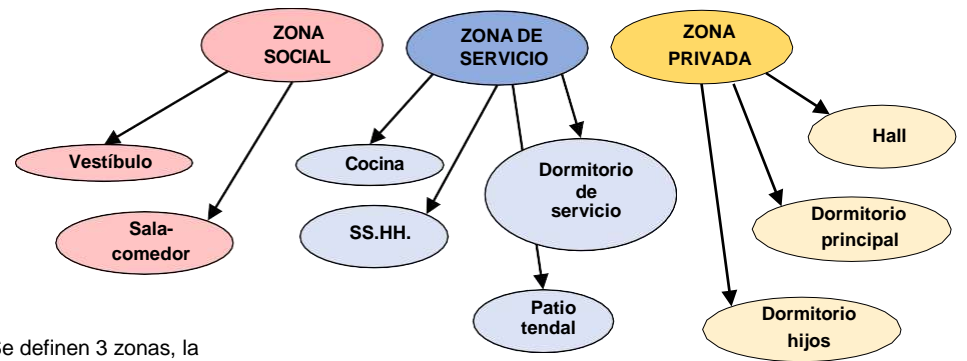 ZONA
SOCIAL
ZONA DE
SERVICIO
ZONA
PRIVADA
Vestíbulo
Sala-
comedor
Cocina
SS.HH.
Dormitorio
de
servicio
Patio
tendal
Hall
Dormitorio
principal
Dormitorio
hijos
Se definen 3 zonas, la